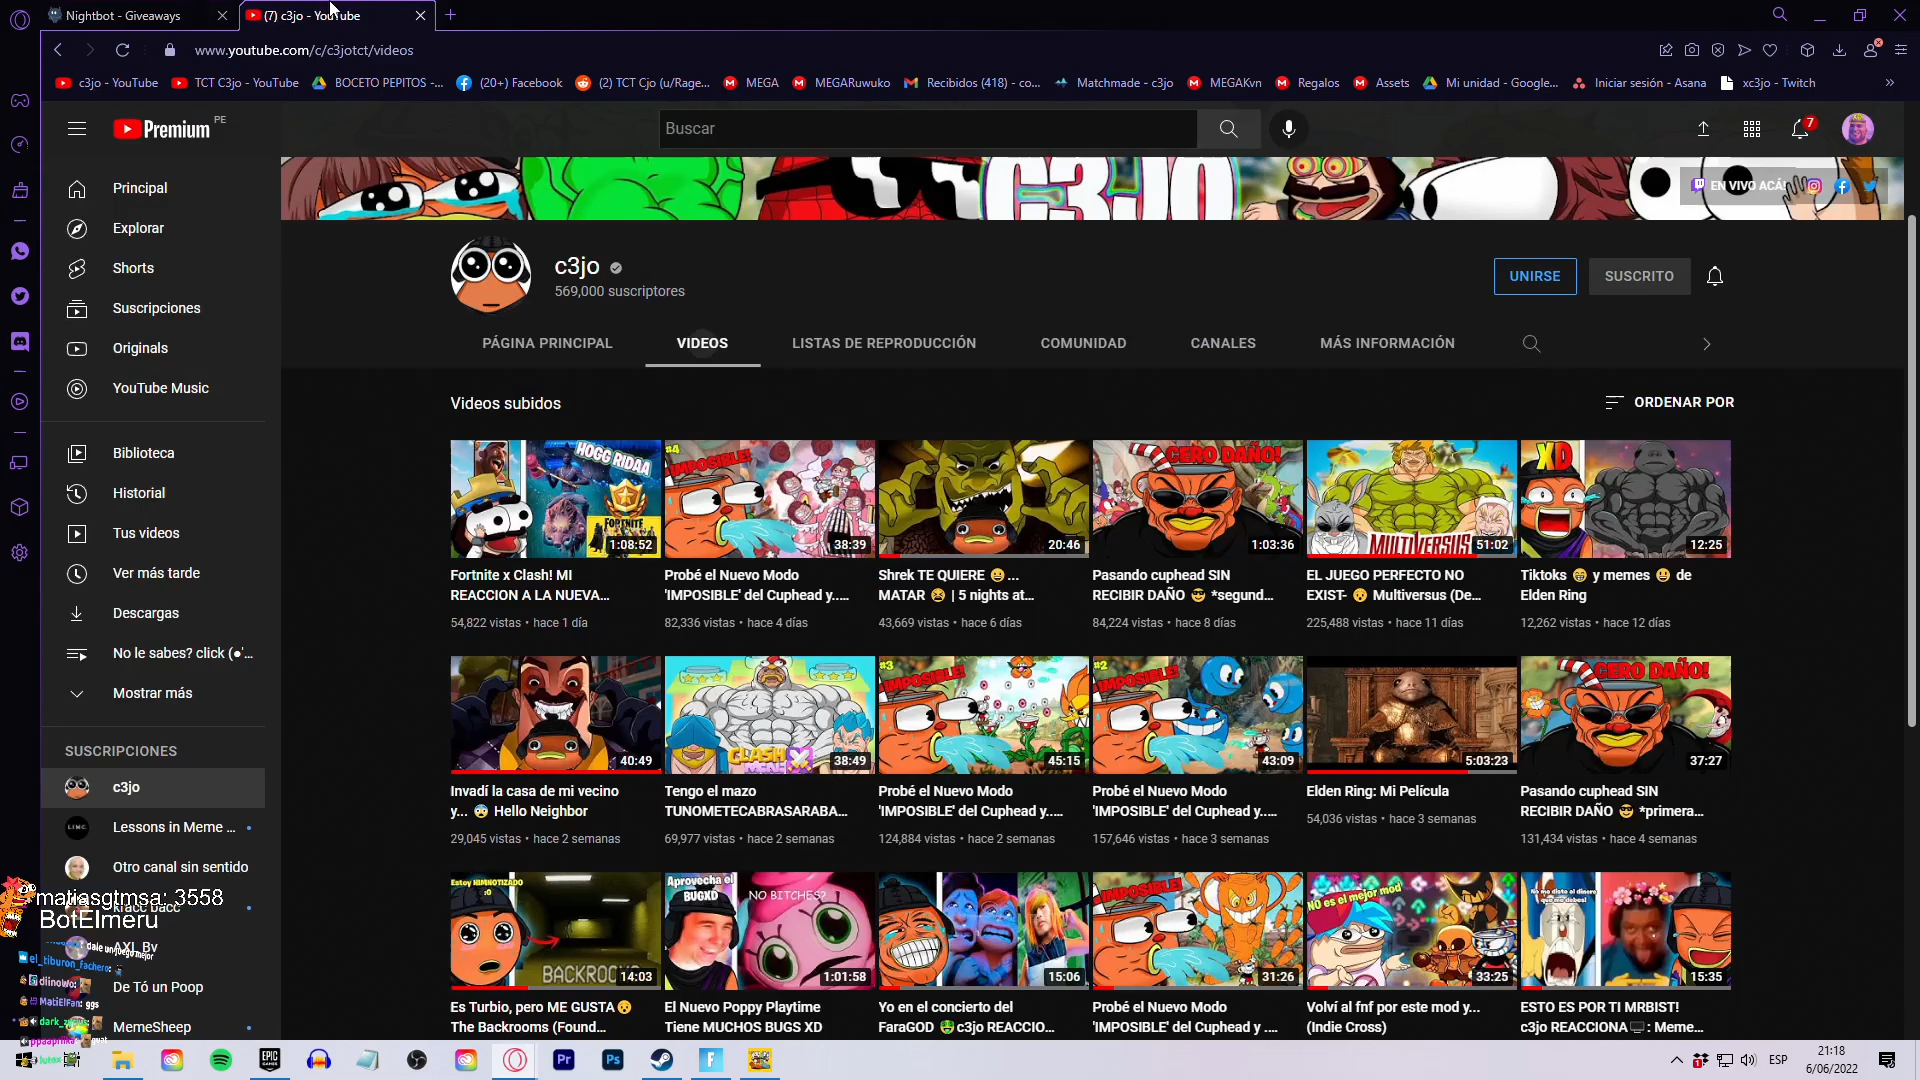 Nightbot - Giveaways
(7) c3jo - YouTube
www.youtube.com/c/c3jotct/videos
c3jo - YouTube
TCT C3jo - YouTube
BOCETO PEPITOS -...
(20+) Facebook
(2) TCT Cjo (u/Rage...
MEGA
MEGARuwuko
Recibidos (418) - co...
Matchmade - c3jo
MEGAKvn
Regalos
Assets
Mi unidad - Google...
Iniciar sesión - Asana
xc3jo - Twitch
Premium PE
Buscar
7
Principal
Explorar
Shorts
Suscripciones
Originals
YouTube Music
Biblioteca
Historial
Tus videos
Ver más tarde
Descargas
No le sabes? click (●'...
Mostrar más
SUSCRIPCIONES
c3jo
Lessons in Meme ...
Otro canal sin sentido
De Tó un Poop
MemeSheep
C3JO
EN VIVO ACÁ
c3jo
569,000 suscriptores
UNIRSE
SUSCRITO
PÁGINA PRINCIPAL
VIDEOS
LISTAS DE REPRODUCCIÓN
COMUNIDAD
CANALES
MÁS INFORMACIÓN
Videos subidos
ORDENAR POR
HOGG RIDAA
FORTNITE
1:08:52
#4
IMPOSIBLE!
38:39
20:46
CERO DAÑO!
1:03:36
MULTIVERSUS
51:02
XD
12:25
Fortnite x Clash! MI
REACCION A LA NUEVA...
54,822 vistas • hace 1 día
Probé el Nuevo Modo
'IMPOSIBLE' del Cuphead y....
82,336 vistas • hace 4 días
Shrek TE QUIERE 😀...
MATAR 😫 | 5 nights at...
43,669 vistas • hace 6 días
Pasando cuphead SIN
RECIBIR DAÑO 😎 *segund...
84,224 vistas • hace 8 días
EL JUEGO PERFECTO NO
EXIST- 😯 Multiversus (De...
225,488 vistas • hace 11 días
Tiktoks 😁 y memes 😃 de
Elden Ring
12,262 vistas • hace 12 días
40:49
38:49
#3
IMPOSIBLE!
45:15
#2
IMPOSIBLE!
43:09
5:03:23
CERO DAÑO!
37:27
Invadí la casa de mi vecino
y... 😨 Hello Neighbor
29,045 vistas • hace 2 semanas
Tengo el mazo
TUNOMETECABRASARABA...
69,977 vistas • hace 2 semanas
Probé el Nuevo Modo
'IMPOSIBLE' del Cuphead y....
124,884 vistas • hace 2 semanas
Probé el Nuevo Modo
'IMPOSIBLE' del Cuphead y....
157,646 vistas • hace 3 semanas
Elden Ring: Mi Película
54,036 vistas • hace 3 semanas
Pasando cuphead SIN
RECIBIR DAÑO 😎 *primera...
131,434 vistas • hace 4 semanas
Estoy HIMNOTIZADO
:0
14:03
Aprovecha el
BUGXD
NO BITCHES?
1:01:58
15:06
IMPOSIBLE!
31:26
NO es el mejor mod
33:25
15:35
Es Turbio, pero ME GUSTA😯
The Backrooms (Found...
El Nuevo Poppy Playtime
Tiene MUCHOS BUGS XD
Yo en el concierto del
FaraGOD 🤑c3jo REACCIO...
Probé el Nuevo Modo
'IMPOSIBLE' del Cuphead y ....
Volví al fnf por este mod y...
(Indie Cross)
ESTO ES POR TI MRBIST!
c3jo REACCIONA🖥️: Meme...
matiasgtmsa: 3558
BotElmeru
dale un juego mejor
el_tiburon_fachero:
MatiElFan: ggs
ESP
21:18
6/06/2022